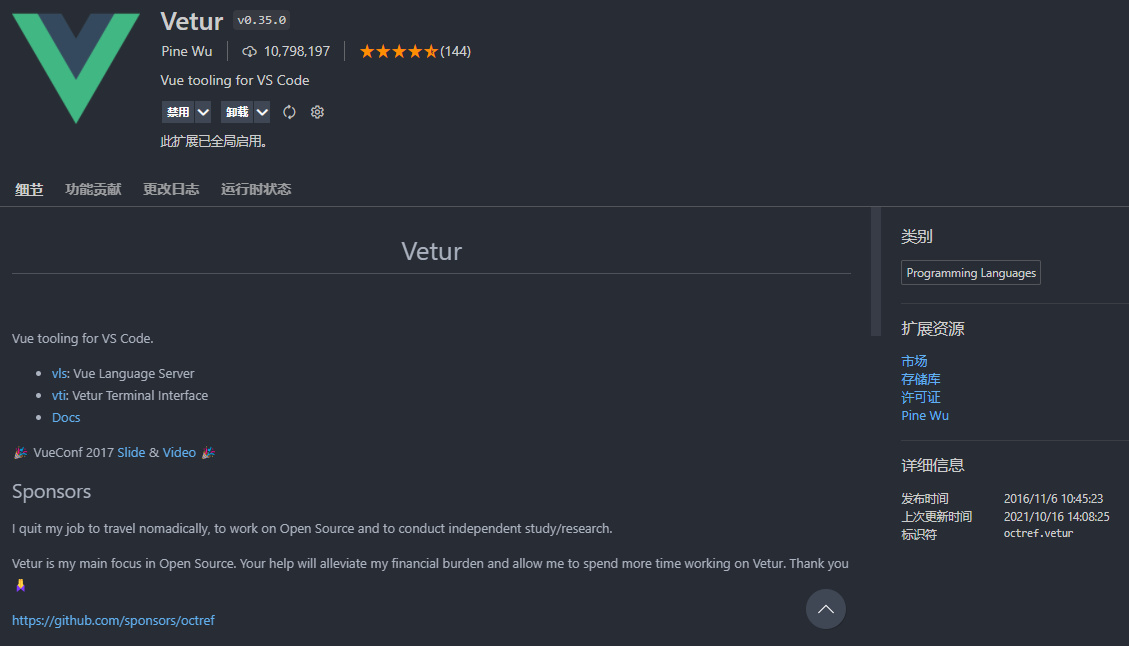 Vetur v0.35.0
Pine Wu 10,798,197 (144)
Vue tooling for VS Code
禁用 卸载
此扩展已全局启用。
细节 功能贡献 更改日志 运行时状态
Vetur
Vue tooling for VS Code.
vls: Vue Language Server
vti: Vetur Terminal Interface
Docs
🎉 VueConf 2017 Slide & Video 🎉
Sponsors
I quit my job to travel nomadically, to work on Open Source and to conduct independent study/research.
Vetur is my main focus in Open Source. Your help will alleviate my financial burden and allow me to spend more time working on Vetur. Thank you
https://github.com/sponsors/octref
类别
Programming Languages
扩展资源
市场
存储库
许可证
Pine Wu
详细信息
发布时间 2016/11/6 10:45:23
上次更新时间 2021/10/16 14:08:25
标识符 octref.vetur